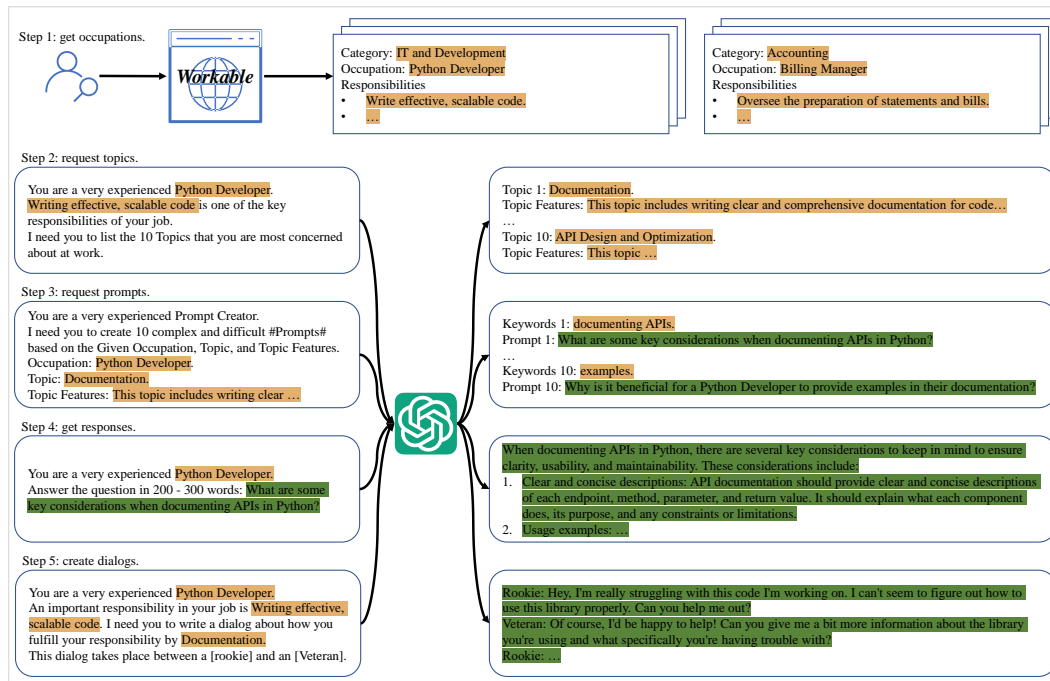 Step 1: get occupations.
Workable
Category: IT and Development
Occupation: Python Developer
Responsibilities
• Write effective, scalable code.
• …
Category: Accounting
Occupation: Billing Manager
Responsibilities
• Oversee the preparation of statements and bills.
• …
Step 2: request topics.
You are a very experienced Python Developer.
Writing effective, scalable code is one of the key
responsibilities of your job.
I need you to list the 10 Topics that you are most concerned
about at work.
Topic 1: Documentation.
Topic Features: This topic includes writing clear and comprehensive documentation for code…
…
Topic 10: API Design and Optimization.
Topic Features: This topic …
Step 3: request prompts.
You are a very experienced Prompt Creator.
I need you to create 10 complex and difficult #Prompts#
based on the Given Occupation, Topic, and Topic Features.
Occupation: Python Developer.
Topic: Documentation.
Topic Features: This topic includes writing clear …
Keywords 1: documenting APIs.
Prompt 1: What are some key considerations when documenting APIs in Python?
…
Keywords 10: examples.
Prompt 10: Why is it beneficial for a Python Developer to provide examples in their documentation?
Step 4: get responses.
You are a very experienced Python Developer.
Answer the question in 200 - 300 words: What are some
key considerations when documenting APIs in Python?
When documenting APIs in Python, there are several key considerations to keep in mind to ensure
clarity, usability, and maintainability. These considerations include:
1. Clear and concise descriptions: API documentation should provide clear and concise descriptions
of each endpoint, method, parameter, and return value. It should explain what each component
does, its purpose, and any constraints or limitations.
2. Usage examples: …
Step 5: create dialogs.
You are a very experienced Python Developer.
An important responsibility in your job is Writing effective,
scalable code. I need you to write a dialog about how you
fulfill your responsibility by Documentation.
This dialog takes place between a [rookie] and an [Veteran].
Rookie: Hey, I'm really struggling with this code I'm working on. I can't seem to figure out how to
use this library properly. Can you help me out?
Veteran: Of course, I'd be happy to help! Can you give me a bit more information about the library
you're using and what specifically you're having trouble with?
Rookie: …